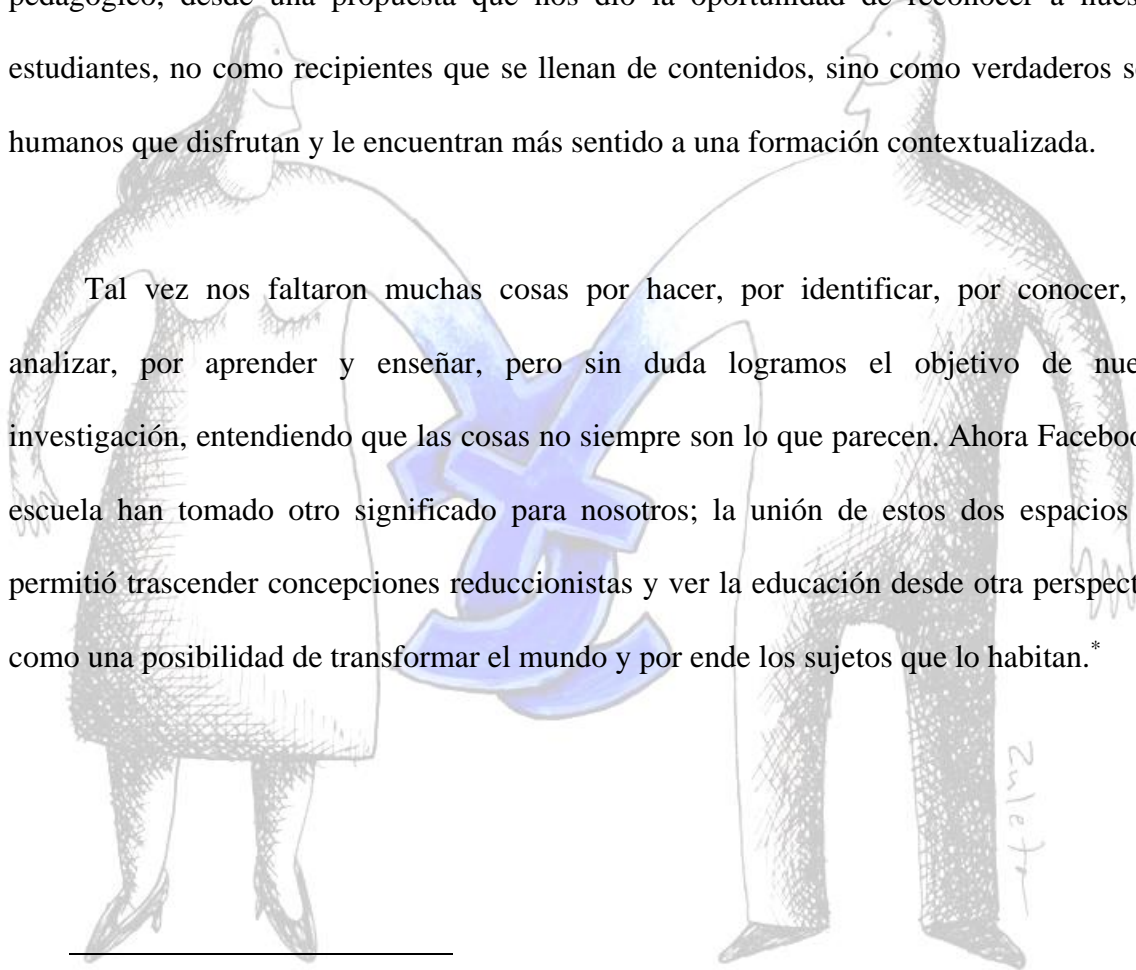 pedagógico, desde una propuesta que nos dio la oportunidad de reconocer a nues
estudiantes, no como recipientes que se llenan de contenidos, sino como verdaderos se
humanos que disfrutan y le encuentran más sentido a una formación contextualizada.
Tal vez nos faltaron muchas cosas por hacer, por identificar, por conocer,
analizar, por aprender y enseñar, pero sin duda logramos el objetivo de nue
investigación, entendiendo que las cosas no siempre son lo que parecen. Ahora Faceboo
escuela han tomado otro significado para nosotros; la unión de estos dos espacios
permitió trascender concepciones reduccionistas y ver la educación desde otra perspect
como una posibilidad de transformar el mundo y por ende los sujetos que lo habitan.*
Zuleta